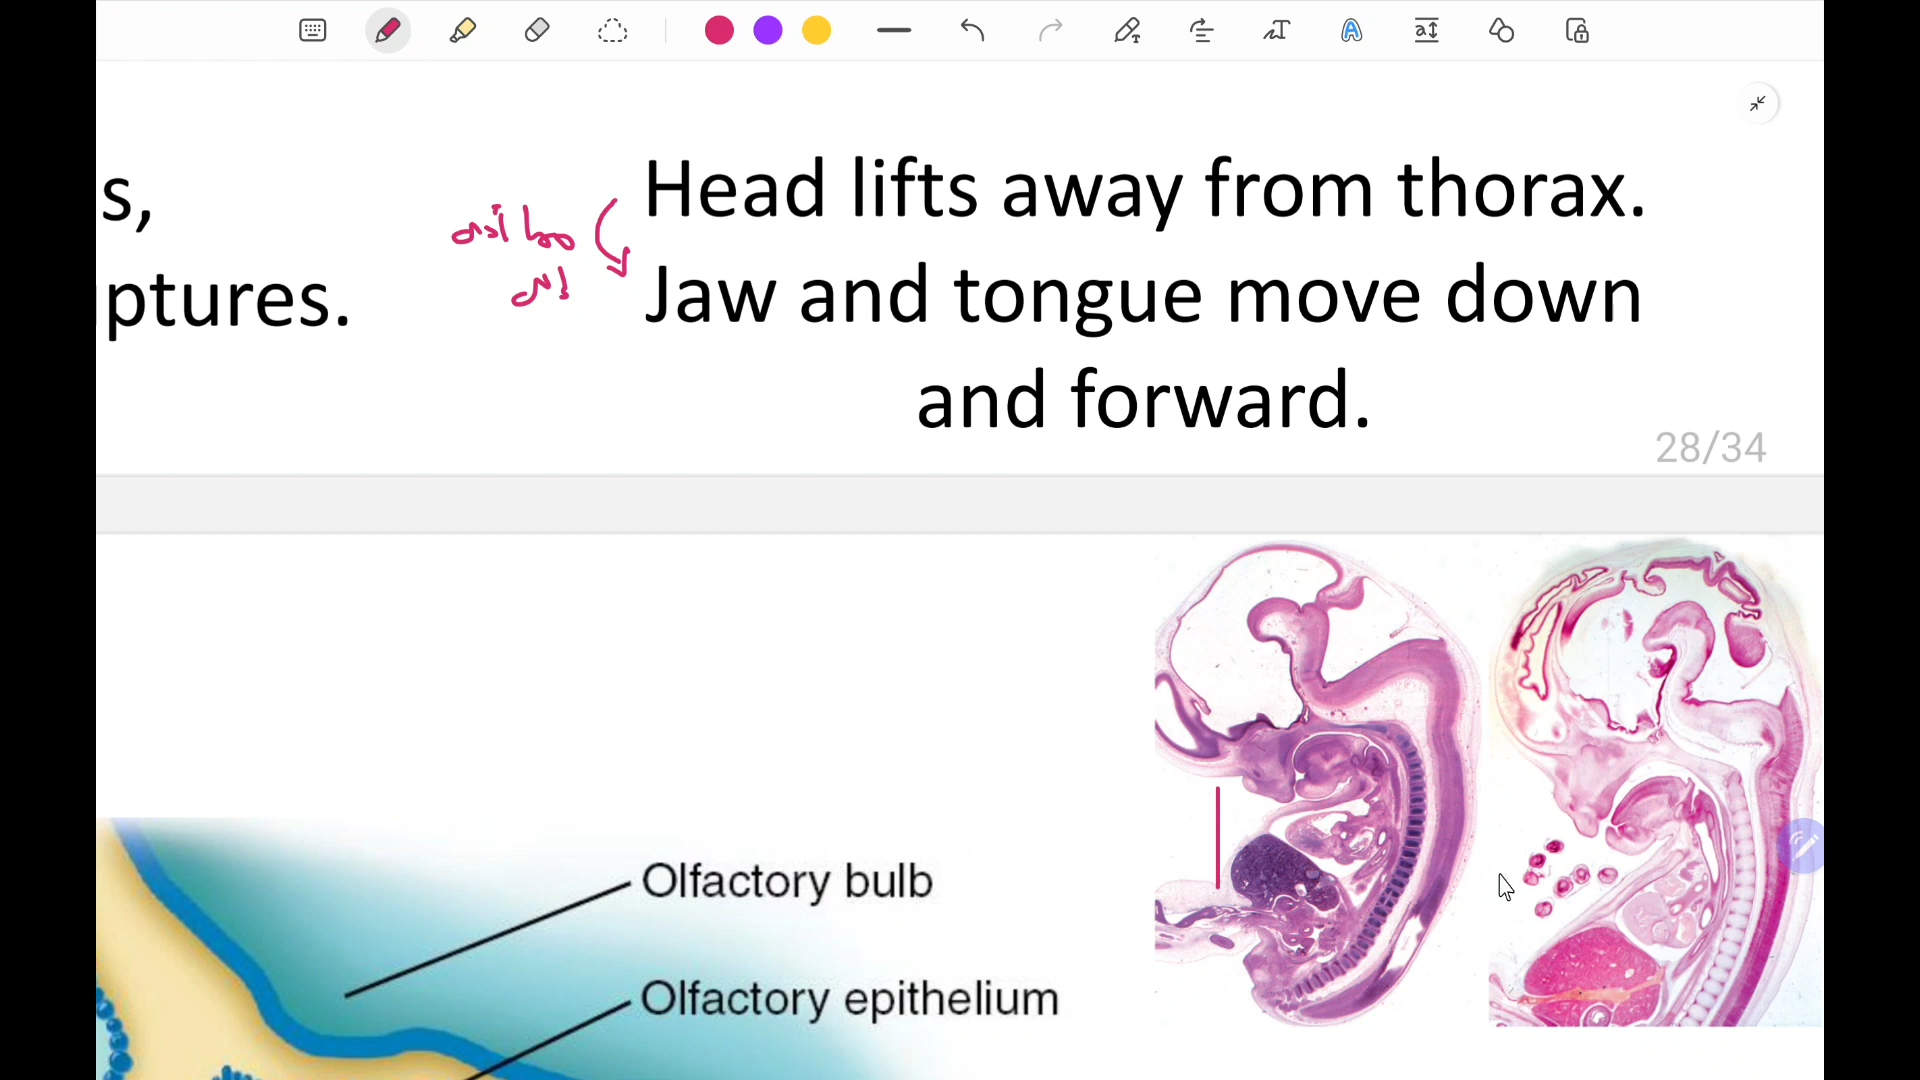 s,
ptures.
Head lifts away from thorax.
Jaw and tongue move down
and forward.
28/34
Olfactory bulb
Olfactory epithelium